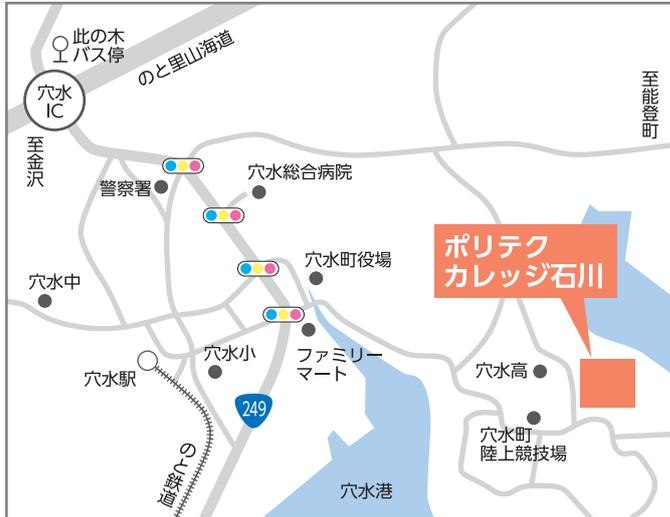 此の木
バス停
のと里山海道
穴水
IC
至金沢
至能登町
警察署
穴水総合病院
ポリテク
カレッジ石川
穴水町役場
穴水中
ファミリー
マート
穴水小
穴水駅
穴水高
249
穴水町
陸上競技場
のと鉄道
穴水港